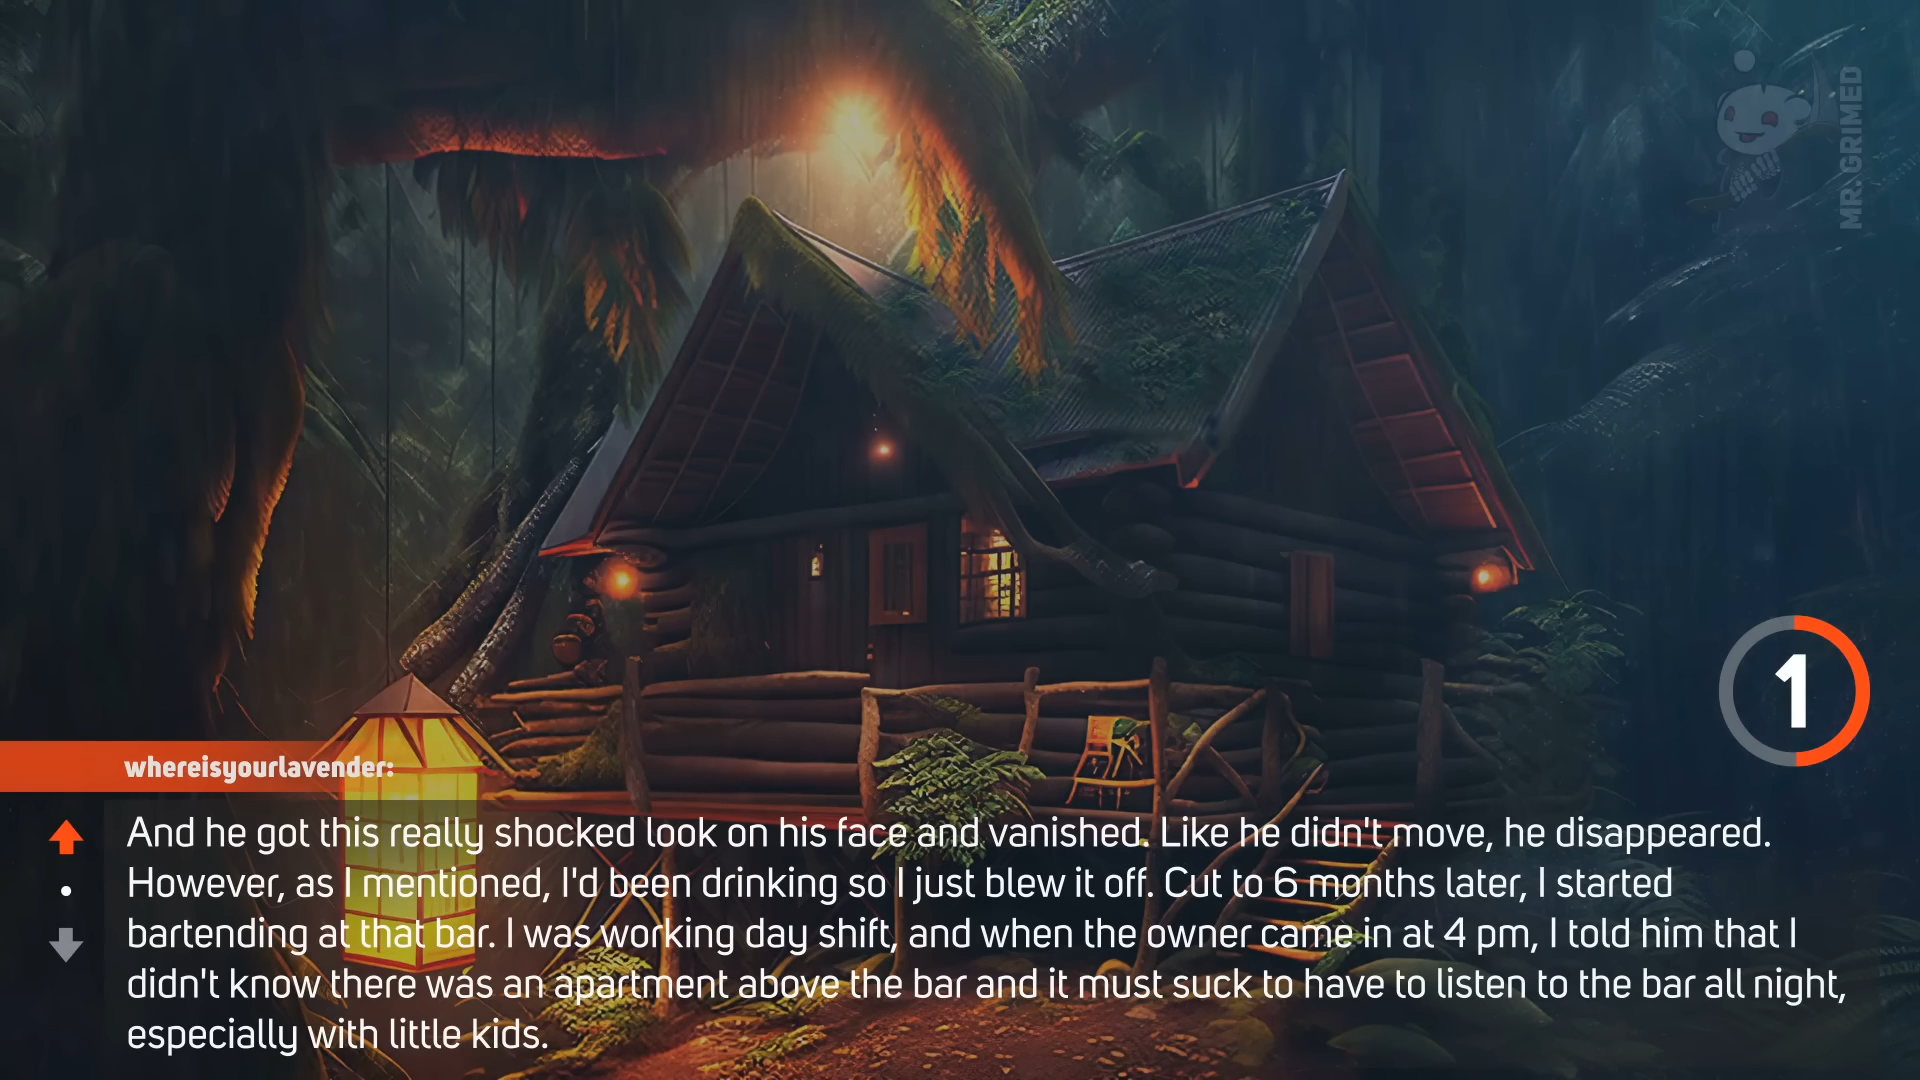 MR.GRIMED
1
whereisyourlavender:
And he got this really shocked look on his face and vanished. Like he didn't move, he disappeared.
However, as I mentioned, I'd been drinking so I just blew it off. Cut to 6 months later, I started
bartending at that bar. I was working day shift, and when the owner came in at 4 pm, I told him that I
didn't know there was an apartment above the bar and it must suck to have to listen to the bar all night,
especially with little kids.